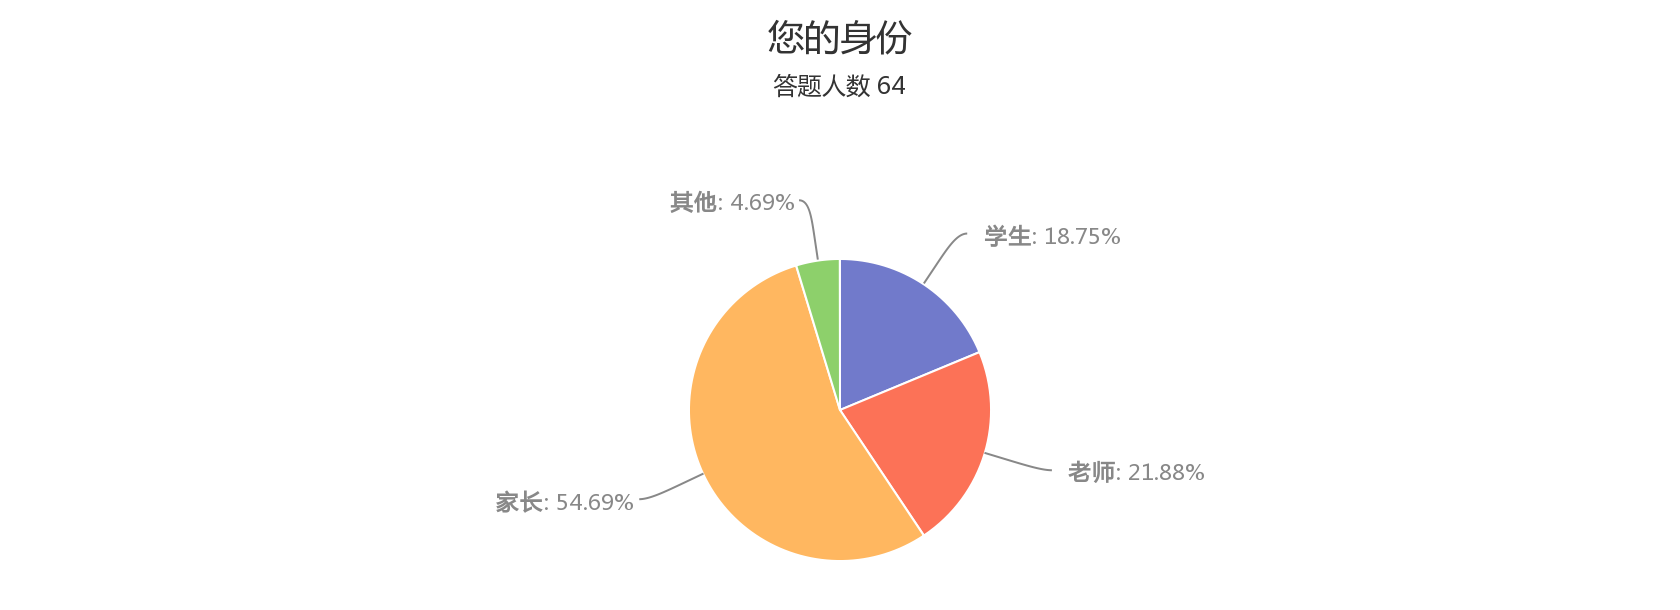 您的身份
答题人数 64
其他: 4.69%
学生: 18.75%
老师: 21.88%
家长: 54.69%